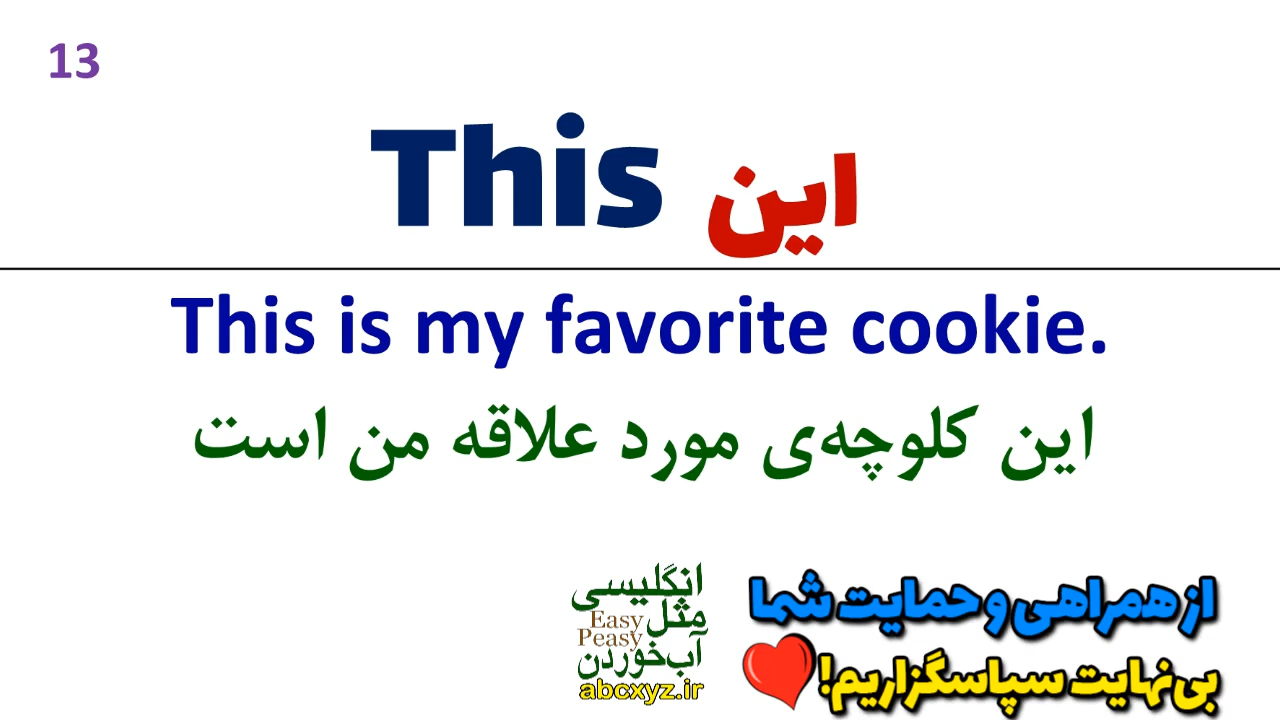 13
This این
This is my favorite cookie.
این کلوچه‌ی مورد علاقه من است
انگلیسی
مثل
Easy
Peasy
آب‌خوردن
abcxyz.ir
از همراهی و حمایت شما
بی‌نهایت سپاسگزاریم!